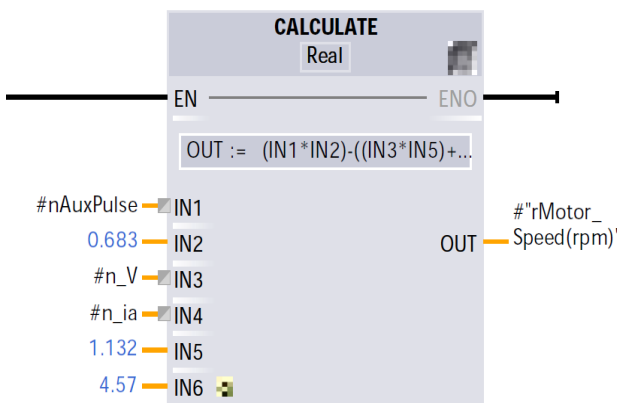 CALCULATE
Real
EN
ENO
OUT := (IN1*IN2)-((IN3*IN5)+...
#nAuxPulse
IN1
0.683
IN2
#n_V
IN3
#n_ia
IN4
1.132
IN5
4.57
IN6
OUT
#"rMotor_
Speed(rpm)"